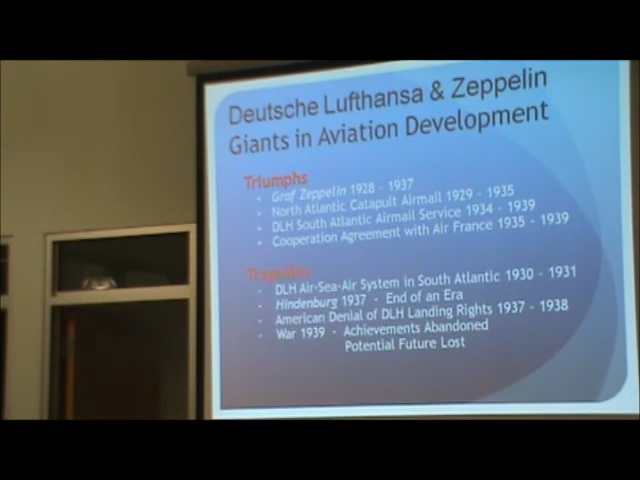 Deutsche Lufthansa & Zeppelin
Giants in Aviation Development
Triumphs
• Graf Zeppelin 1928 - 1937
• North Atlantic Catapult Airmail 1929 - 1935
• DLH South Atlantic Airmail Service 1934 - 1939
• Cooperation Agreement with Air France 1935 - 1939
Tragedies
• DLH Air-Sea-Air System in South Atlantic 1930 - 1931
• Hindenburg 1937 - End of an Era
• American Denial of DLH Landing Rights 1937 - 1938
• War 1939 - Achievements Abandoned
Potential Future Lost